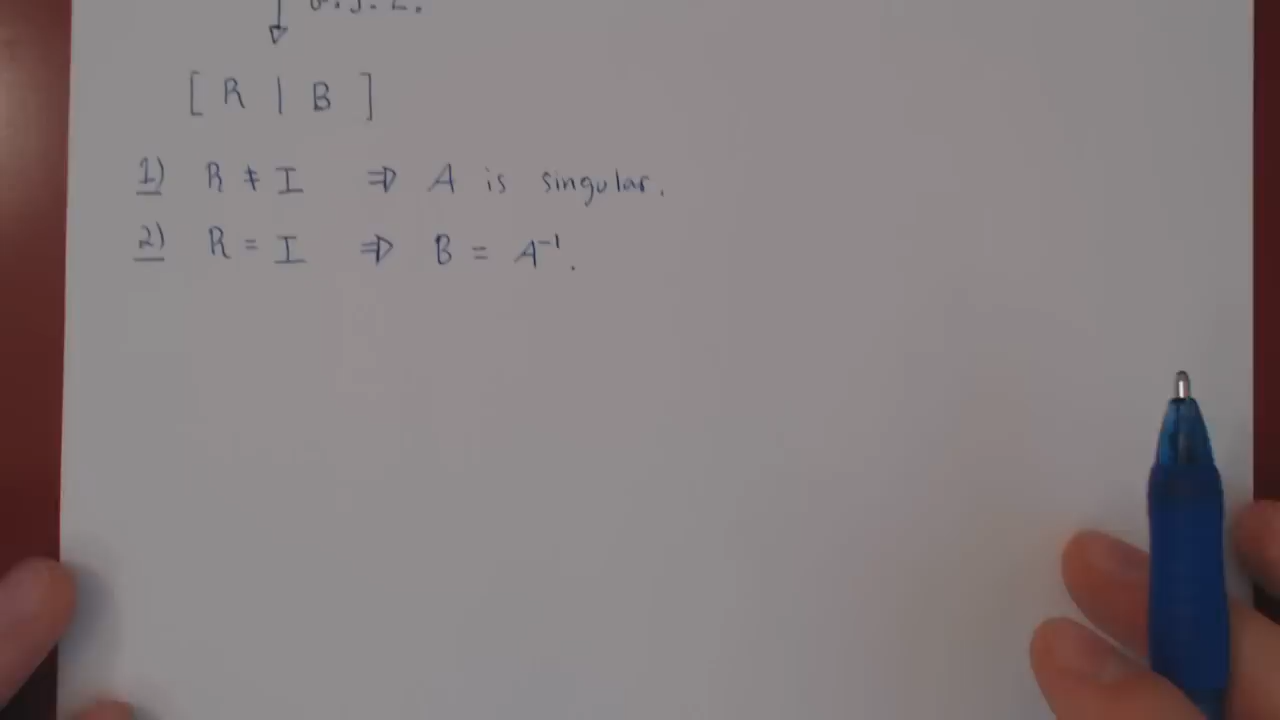 [ R | B ]
1) R ≠ I ⇒ A is singular.
2) R = I ⇒ B = A⁻¹.